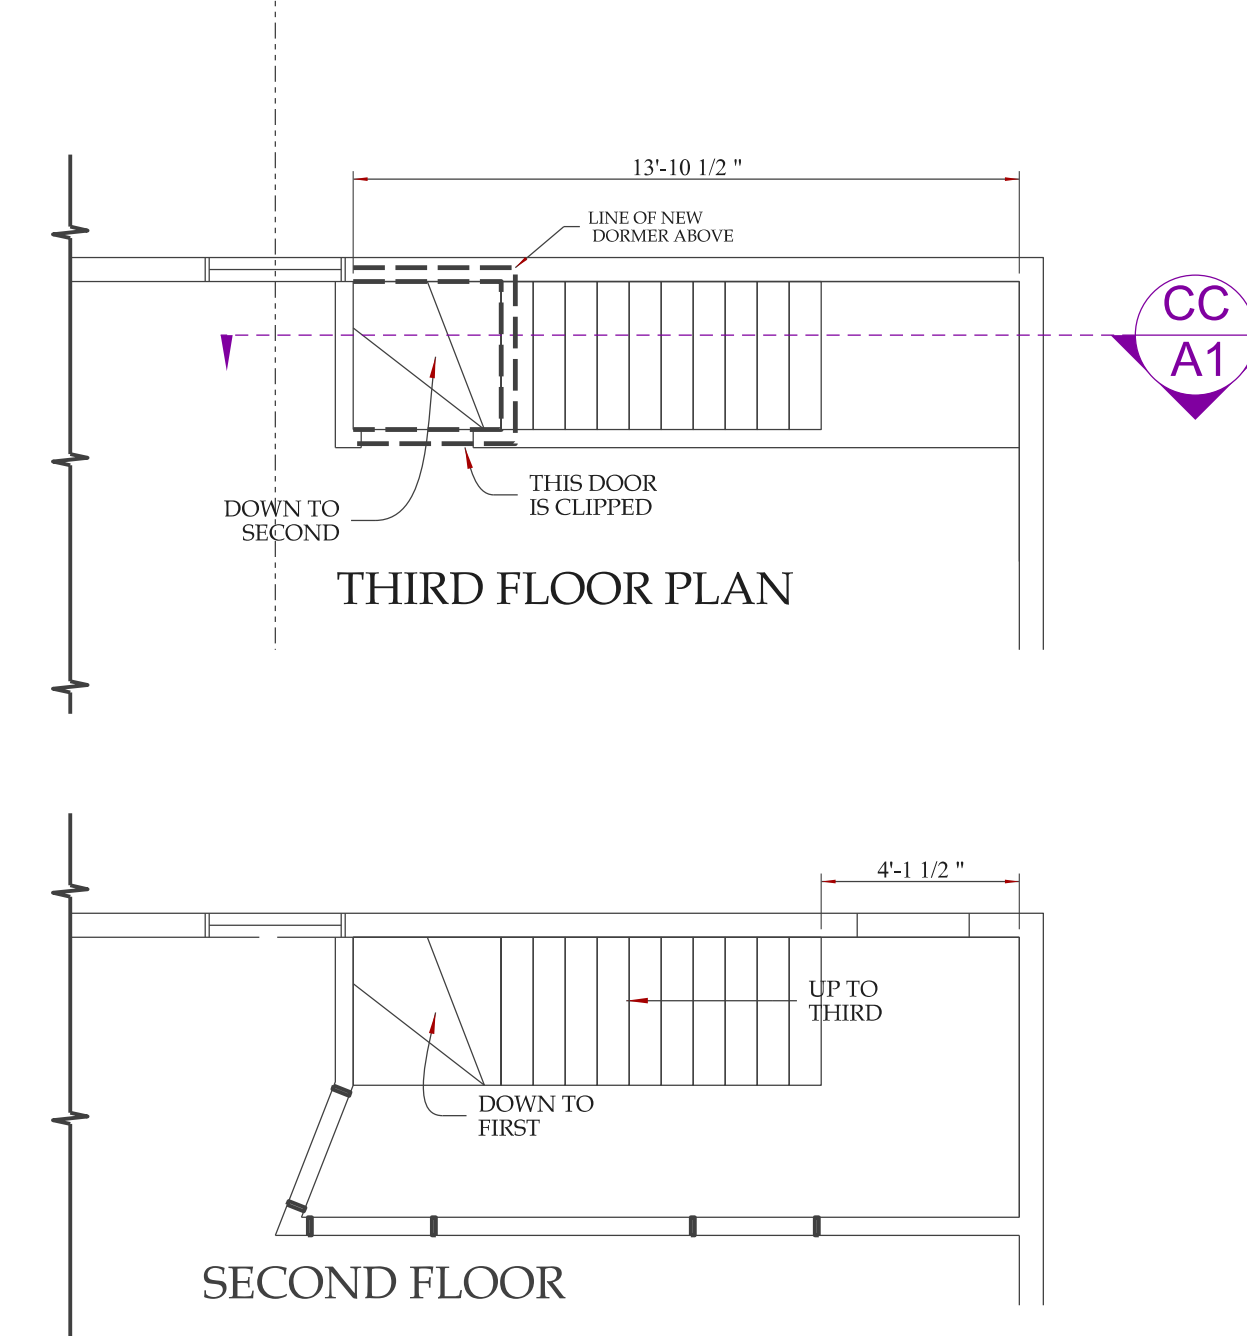 13'-10 1/2 "
LINE OF NEW
DORMER ABOVE
CC
A1
THIS DOOR
IS CLIPPED
DOWN TO
SECOND
THIRD FLOOR PLAN
4'-1 1/2 "
UP TO
THIRD
DOWN TO
FIRST
SECOND FLOOR